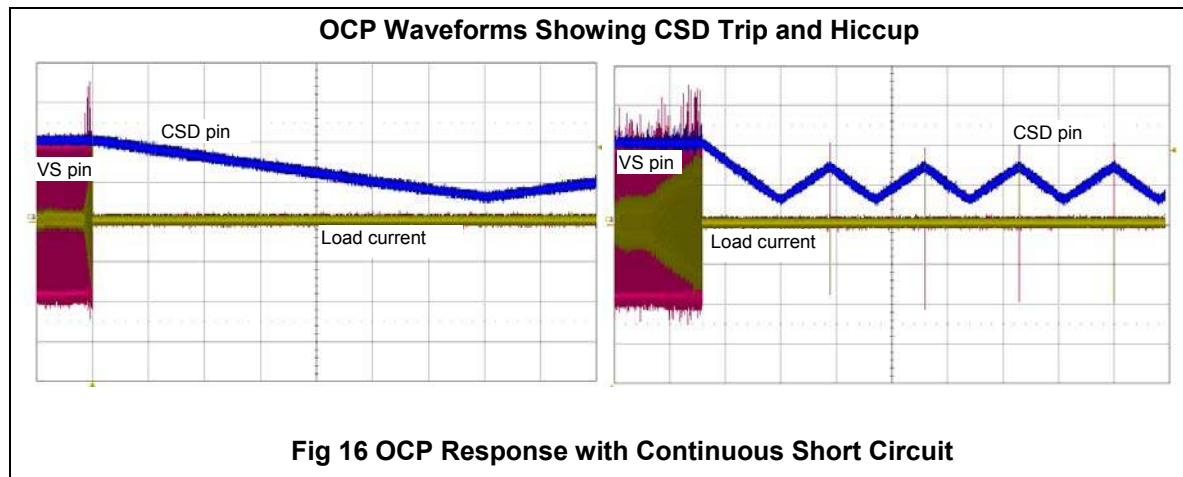 OCP Waveforms Showing CSD Trip and Hiccup
CSD pin
VS pin
Load current
CSD pin
VS pin
Load current
Fig 16 OCP Response with Continuous Short Circuit